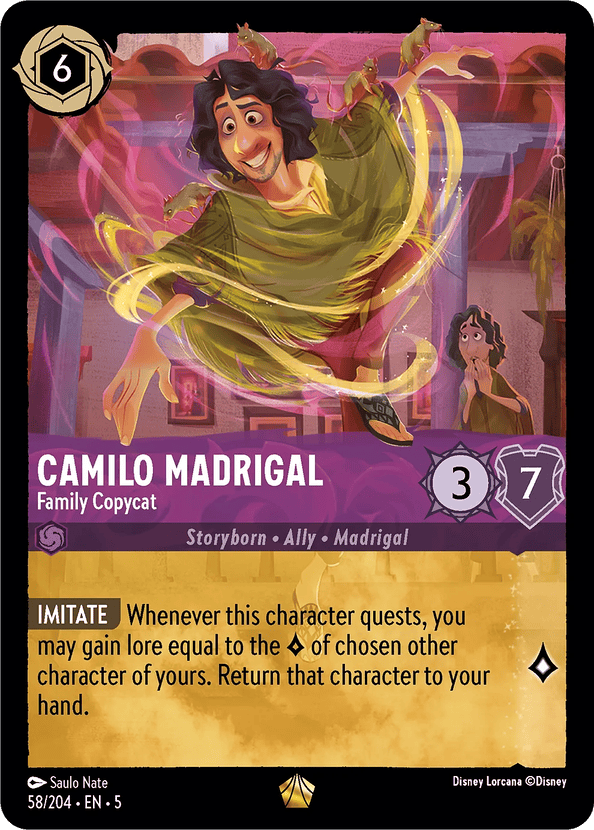 6
CAMILO MADRIGAL
Family Copycat
3
7
Storyborn • Ally • Madrigal
IMITATE Whenever this character quests, you
may gain lore equal to the ◊ of chosen other
character of yours. Return that character to your
hand.
Saulo Nate
58/204 • EN • 5
Disney Lorcana ©Disney